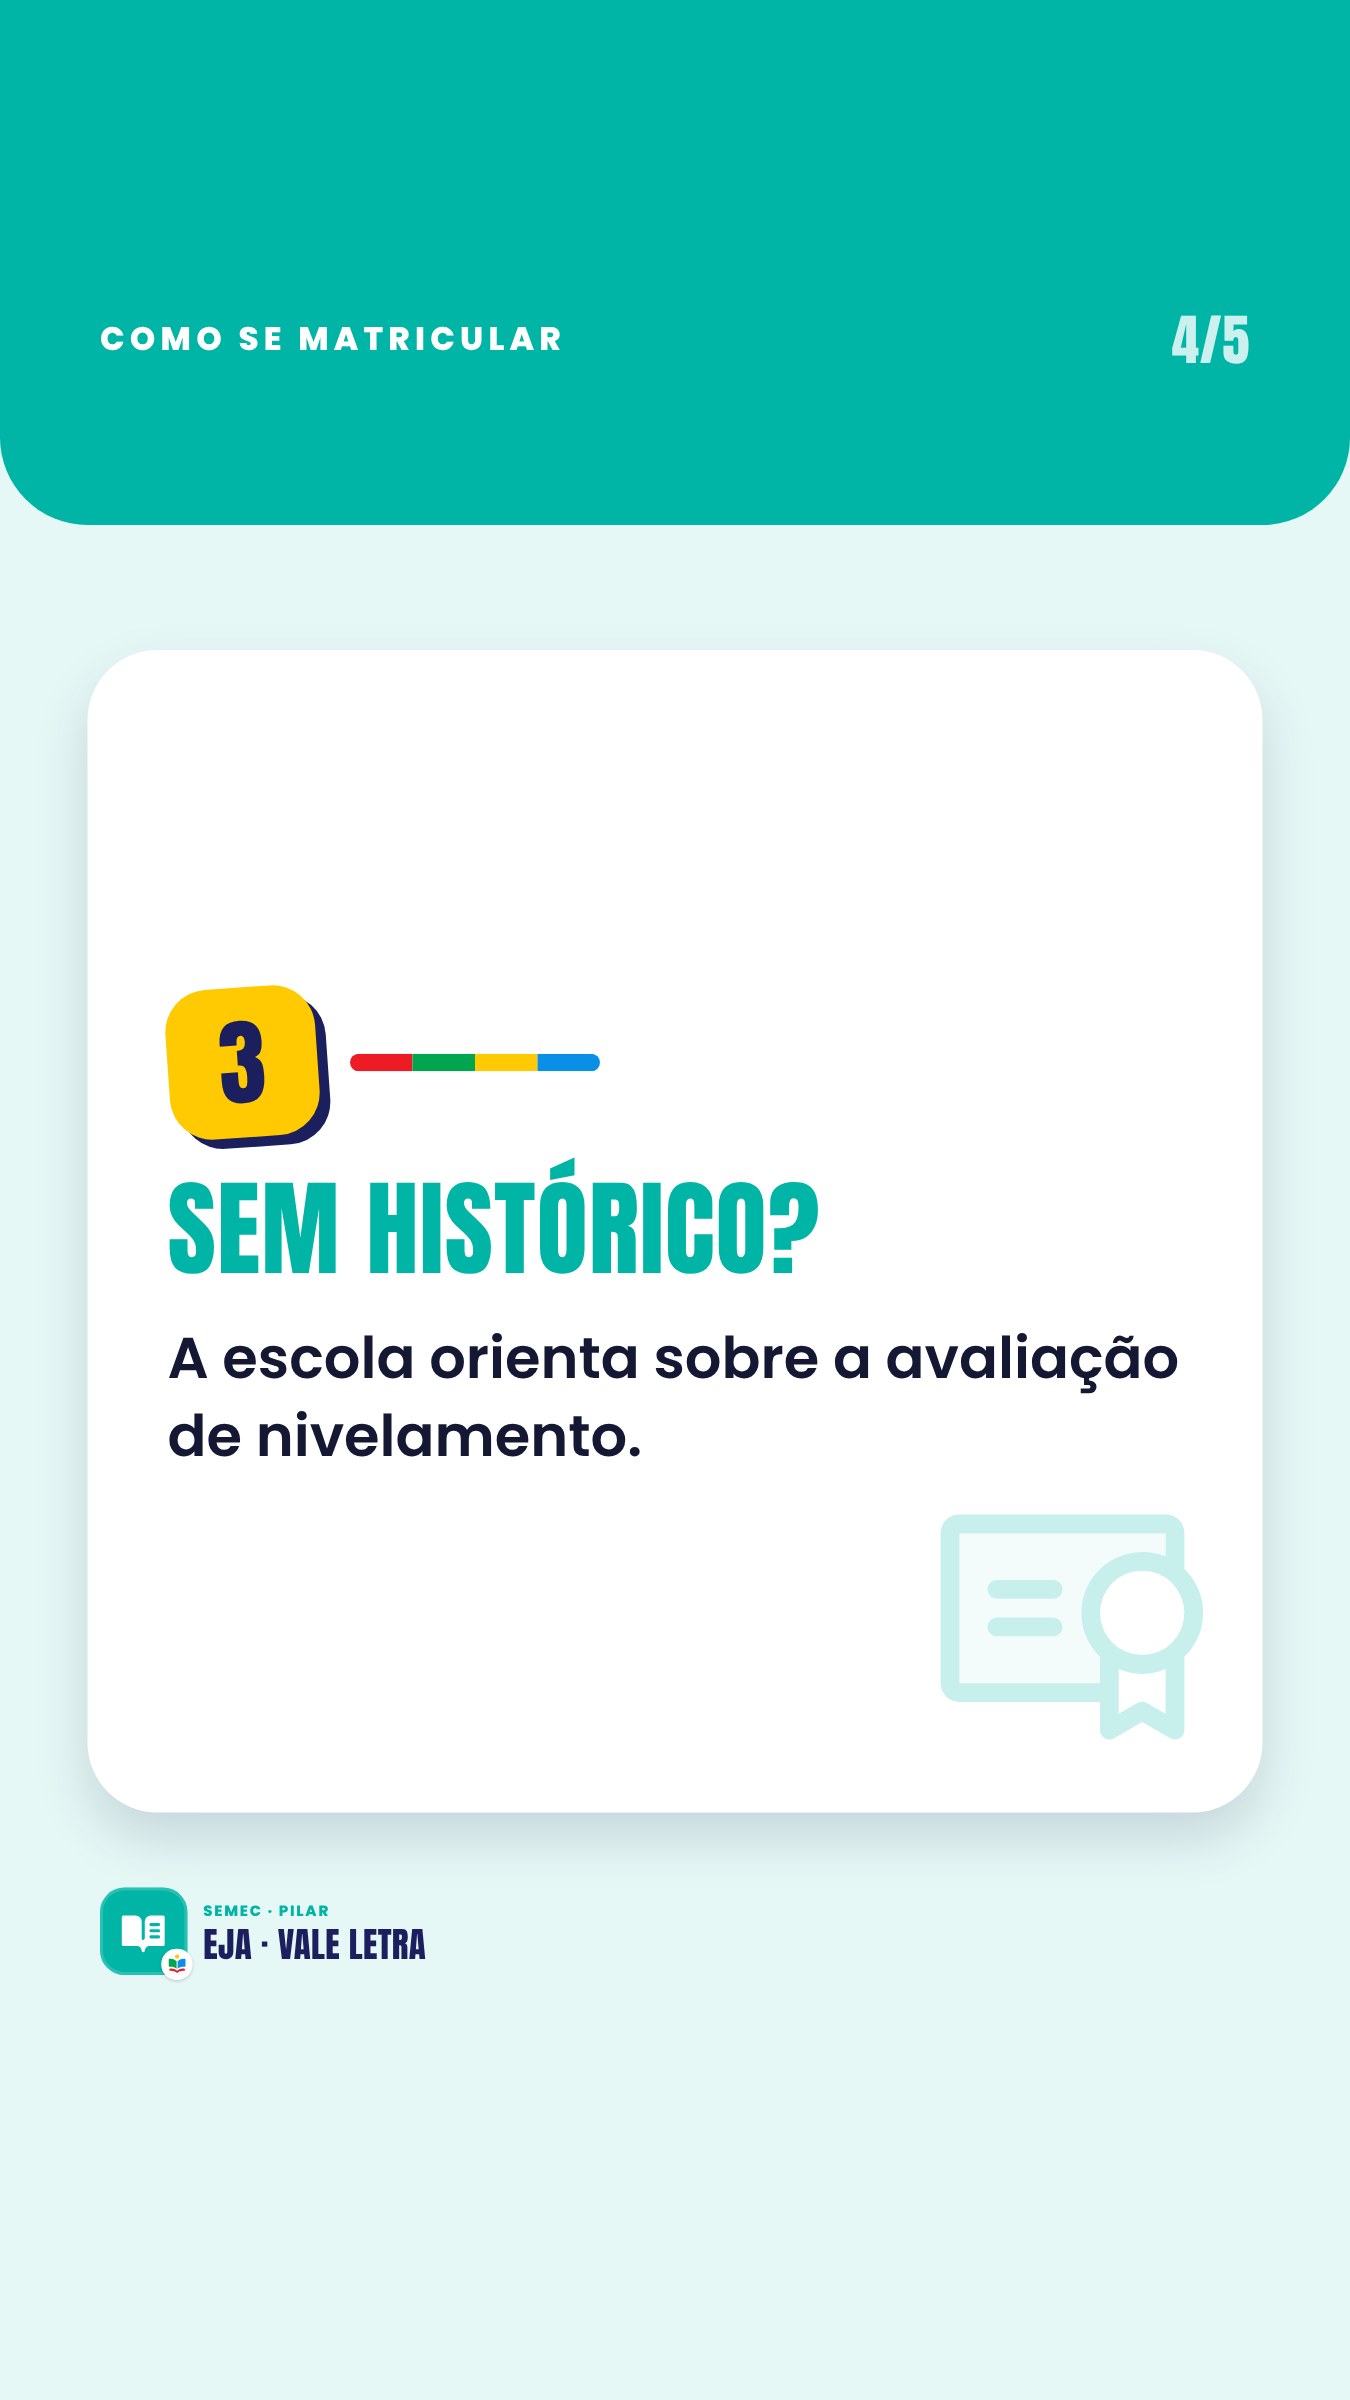 COMO SE MATRICULAR
4/5
3
SEM HISTÓRICO?
A escola orienta sobre a avaliação
de nivelamento.
SEMEC · PILAR
EJA · VALE LETRA